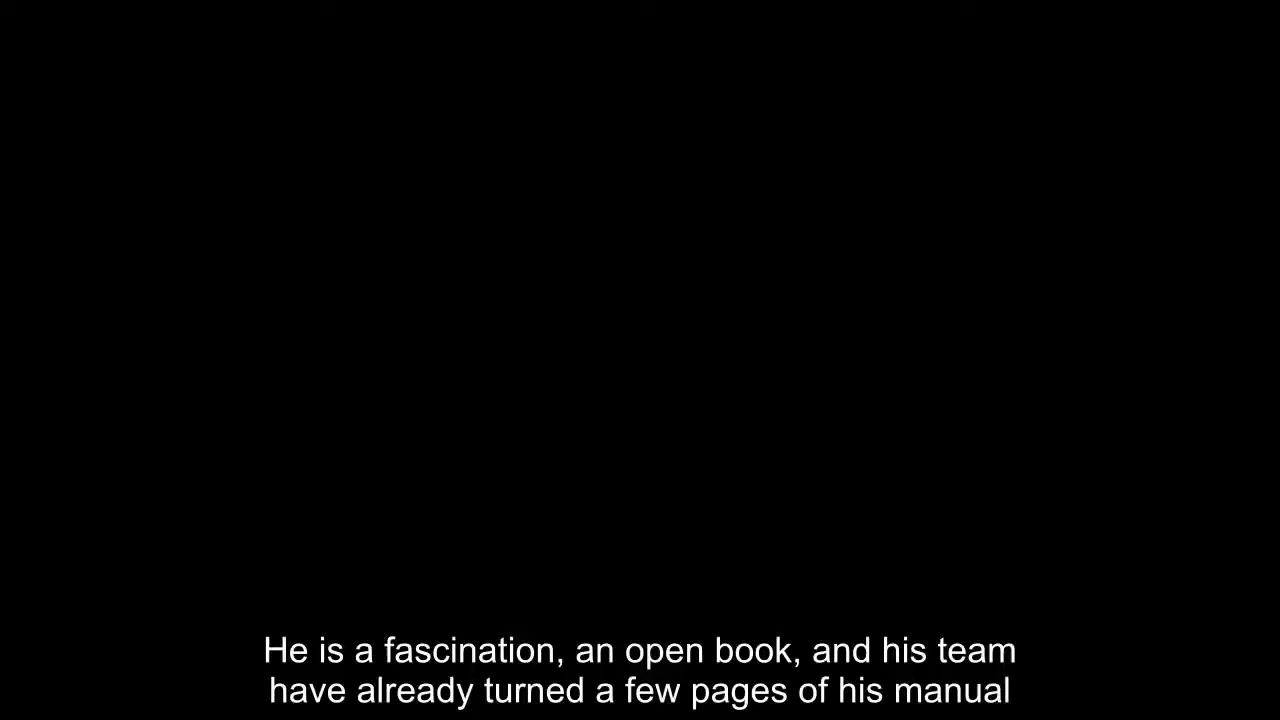 He is a fascination, an open book, and his team
have already turned a few pages of his manual